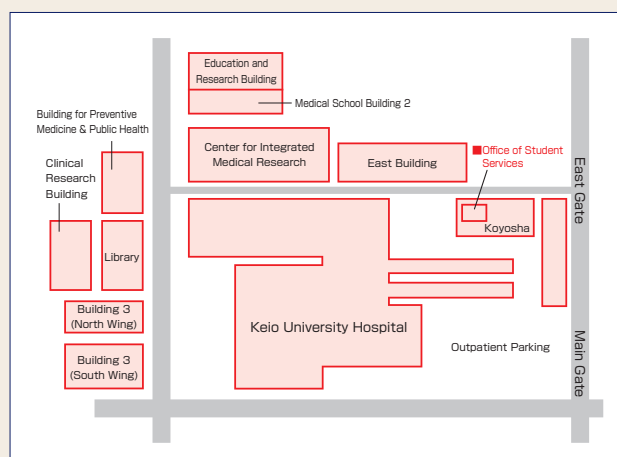 Education and
Research Building
Medical School Building 2
Building for Preventive
Medicine & Public Health
Center for Integrated
Medical Research
East Building
■Office of Student
Services
Clinical
Research
Building
East Gate
Koyosha
Library
Building 3
(North Wing)
Keio University Hospital
Outpatient Parking
Main Gate
Building 3
(South Wing)